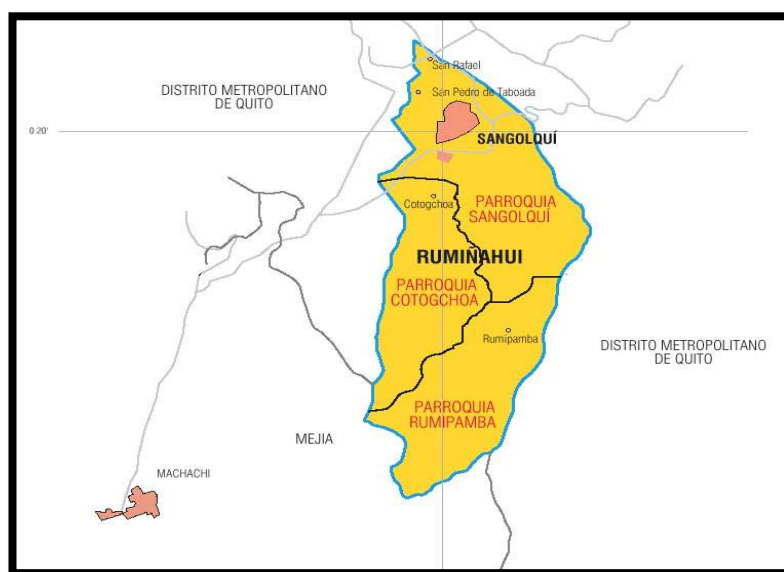 San Rafael
DISTRITO METROPOLITANO
DE QUITO
San Pedro de Taboada
0 20'
SANGOLQUÍ
Cotogchoa
PARROQUIA
SANGOLQUÍ
RUMIÑAHUI
PARROQUIA
COTOGCHOA
Rumipamba
DISTRITO METROPOLITANO
DE QUITO
PARROQUIA
RUMIPAMBA
MEJIA
MACHACHI